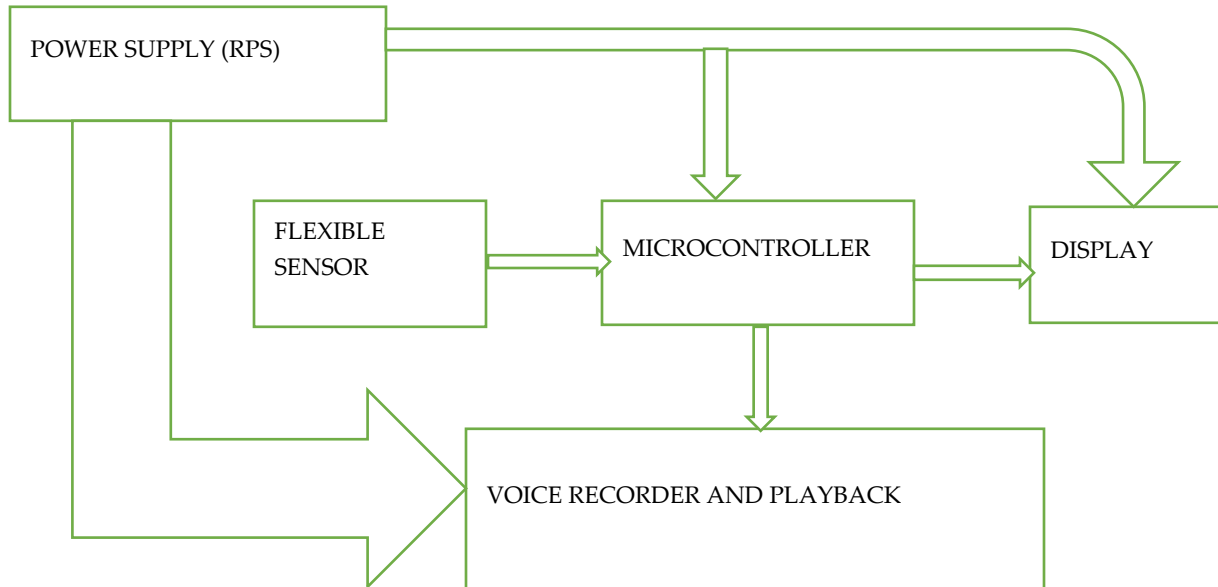 POWER SUPPLY (RPS)
FLEXIBLE
SENSOR
MICROCONTROLLER
DISPLAY
VOICE RECORDER AND PLAYBACK